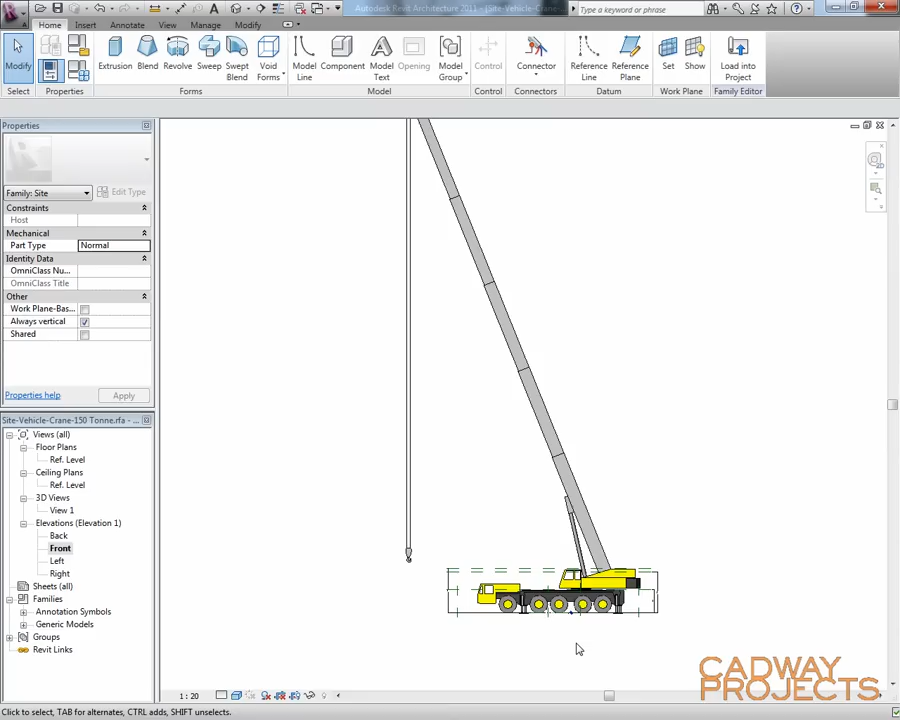 Autodesk Revit Architecture 2011 - [Site-Vehicle-Crane-
Type a keyword or phrase
Home Insert Annotate View Manage Modify
Modify
Extrusion Blend Revolve Sweep Swept Blend Void Forms
Model Line Component Model Text Opening Model Group
Control Connector
Reference Line Reference Plane
Set Show Load into Project
Select Properties Forms Model Control Connectors Datum Work Plane Family Editor
Properties
Family: Site Edit Type
Constraints
Host
Mechanical
Part Type Normal
Identity Data
OmniClass Nu...
OmniClass Title
Other
Work Plane-Bas...
Always vertical
Shared
Properties help Apply
Site-Vehicle-Crane-150 Tonne.rfa - ...
Views (all)
Floor Plans
Ref. Level
Ceiling Plans
Ref. Level
3D Views
View 1
Elevations (Elevation 1)
Back
Front
Left
Right
Sheets (all)
Families
Annotation Symbols
Generic Models
Groups
Revit Links
1 : 20
CADWAY
PROJECTS
Click to select, TAB for alternates, CTRL adds, SHIFT unselects.